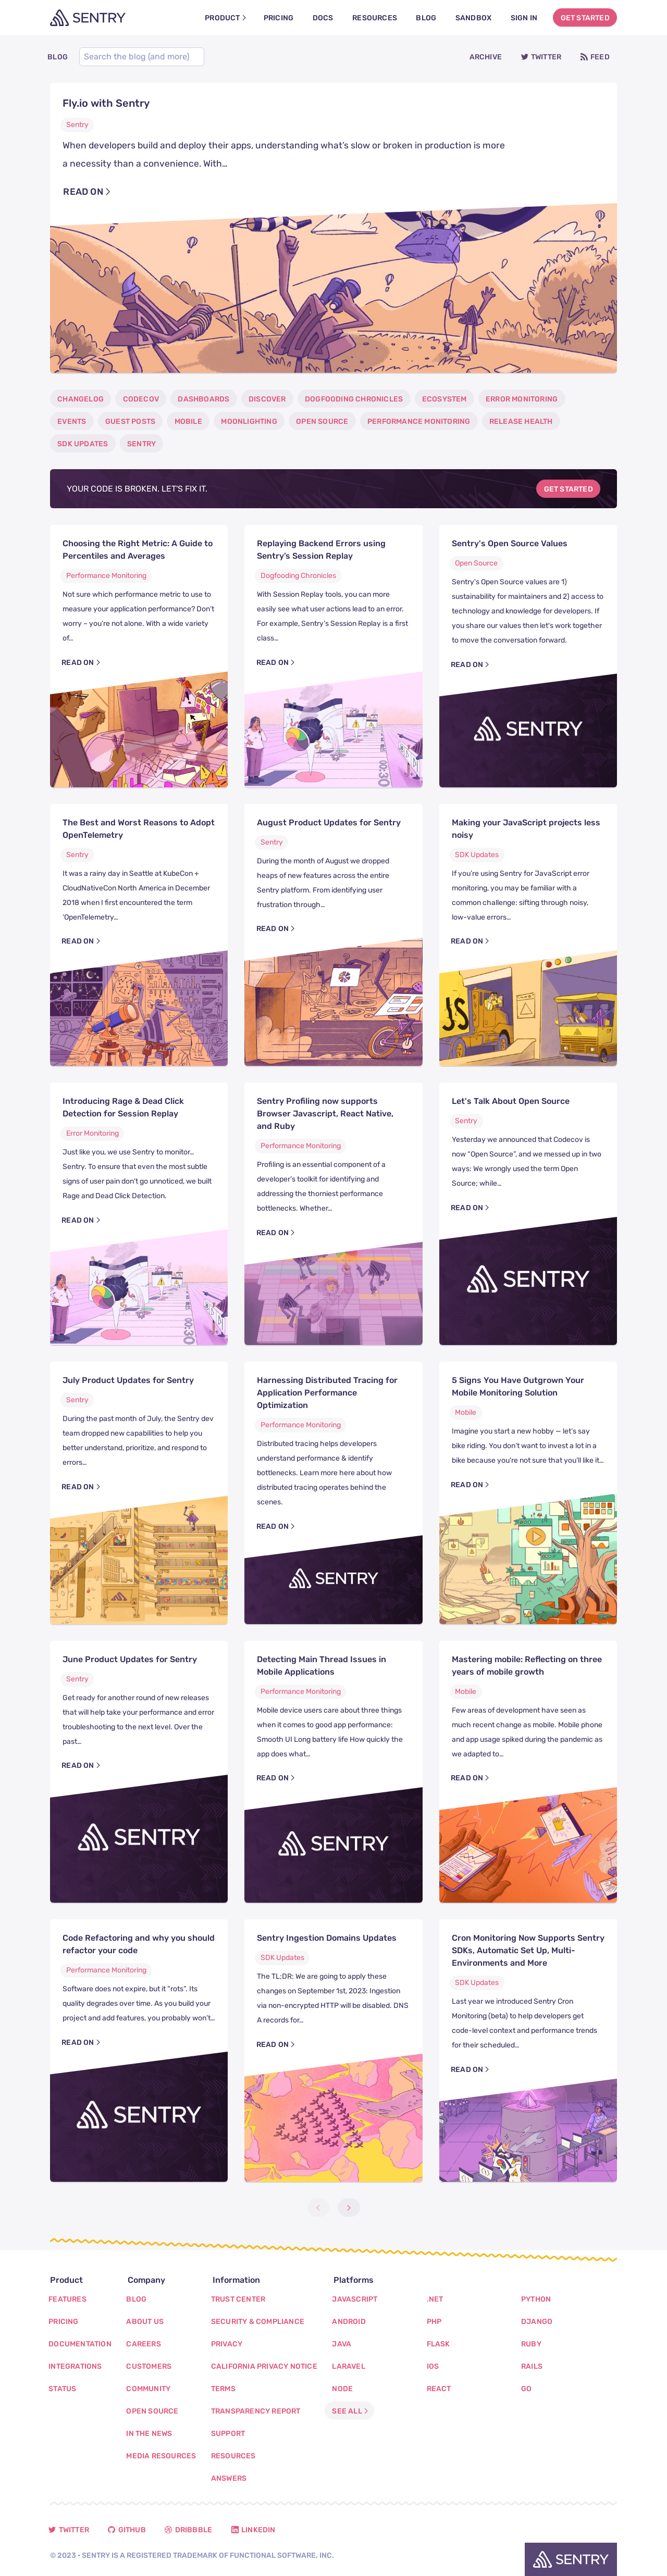 SENTRY
PRODUCT
PRICING
DOCS
RESOURCES
BLOG
SANDBOX
SIGN IN
GET STARTED
BLOG
Search the blog (and more)
ARCHIVE
TWITTER
FEED
Fly.io with Sentry
Sentry
When developers build and deploy their apps, understanding what's slow or broken in production is more
a necessity than a convenience. With…
READ ON
CHANGELOG
CODECOV
DASHBOARDS
DISCOVER
DOGFOODING CHRONICLES
ECOSYSTEM
ERROR MONITORING
EVENTS
GUEST POSTS
MOBILE
MOONLIGHTING
OPEN SOURCE
PERFORMANCE MONITORING
RELEASE HEALTH
SDK UPDATES
SENTRY
YOUR CODE IS BROKEN. LET'S FIX IT.
GET STARTED
Choosing the Right Metric: A Guide to
Percentiles and Averages
Performance Monitoring
Not sure which performance metric to use to
measure your application performance? Don't
worry – you're not alone. With a wide variety
of…
READ ON
Replaying Backend Errors using
Sentry's Session Replay
Dogfooding Chronicles
With Session Replay tools, you can more
easily see what user actions lead to an error.
For example, Sentry's Session Replay is a first
class…
READ ON
Sentry's Open Source Values
Open Source
Sentry's Open Source values are 1)
sustainability for maintainers and 2) access to
technology and knowledge for developers. If
you share our values then let's work together
to move the conversation forward.
READ ON
SENTRY
The Best and Worst Reasons to Adopt
OpenTelemetry
Sentry
It was a rainy day in Seattle at KubeCon +
CloudNativeCon North America in December
2018 when I first encountered the term
'OpenTelemetry…
READ ON
August Product Updates for Sentry
Sentry
During the month of August we dropped
heaps of new features across the entire
Sentry platform. From identifying user
frustration through…
READ ON
Making your JavaScript projects less
noisy
SDK Updates
If you're using Sentry for JavaScript error
monitoring, you may be familiar with a
common challenge: sifting through noisy,
low-value errors…
READ ON
JS
Introducing Rage & Dead Click
Detection for Session Replay
Error Monitoring
Just like you, we use Sentry to monitor…
Sentry. To ensure that even the most subtle
signs of user pain don't go unnoticed, we built
Rage and Dead Click Detection.
READ ON
Sentry Profiling now supports
Browser Javascript, React Native,
and Ruby
Performance Monitoring
Profiling is an essential component of a
developer's toolkit for identifying and
addressing the thorniest performance
bottlenecks. Whether…
READ ON
Let's Talk About Open Source
Sentry
Yesterday we announced that Codecov is
now "Open Source", and we messed up in two
ways: We wrongly used the term Open
Source; while…
READ ON
SENTRY
July Product Updates for Sentry
Sentry
During the past month of July, the Sentry dev
team dropped new capabilities to help you
better understand, prioritize, and respond to
errors…
READ ON
Harnessing Distributed Tracing for
Application Performance
Optimization
Performance Monitoring
Distributed tracing helps developers
understand performance & identify
bottlenecks. Learn more here about how
distributed tracing operates behind the
scenes.
READ ON
SENTRY
5 Signs You Have Outgrown Your
Mobile Monitoring Solution
Mobile
Imagine you start a new hobby — let's say
bike riding. You don't want to invest a lot in a
bike because you're not sure that you'll like it…
READ ON
June Product Updates for Sentry
Sentry
Get ready for another round of new releases
that will help take your performance and error
troubleshooting to the next level. Over the
past…
READ ON
SENTRY
Detecting Main Thread Issues in
Mobile Applications
Performance Monitoring
Mobile device users care about three things
when it comes to good app performance:
Smooth UI Long battery life How quickly the
app does what…
READ ON
SENTRY
Mastering mobile: Reflecting on three
years of mobile growth
Mobile
Few areas of development have seen as
much recent change as mobile. Mobile phone
and app usage spiked during the pandemic as
we adapted to…
READ ON
Code Refactoring and why you should
refactor your code
Performance Monitoring
Software does not expire, but it "rots". Its
quality degrades over time. As you build your
project and add features, you probably won't…
READ ON
SENTRY
Sentry Ingestion Domains Updates
SDK Updates
The TL;DR: We are going to apply these
changes on September 1st, 2023: Ingestion
via non-encrypted HTTP will be disabled. DNS
A records for…
READ ON
Cron Monitoring Now Supports Sentry
SDKs, Automatic Set Up, Multi-
Environments and More
SDK Updates
Last year we introduced Sentry Cron
Monitoring (beta) to help developers get
code-level context and performance trends
for their scheduled…
READ ON
Product
FEATURES
PRICING
DOCUMENTATION
INTEGRATIONS
STATUS
Company
BLOG
ABOUT US
CAREERS
CUSTOMERS
COMMUNITY
OPEN SOURCE
IN THE NEWS
MEDIA RESOURCES
Information
TRUST CENTER
SECURITY & COMPLIANCE
PRIVACY
CALIFORNIA PRIVACY NOTICE
TERMS
TRANSPARENCY REPORT
SUPPORT
RESOURCES
ANSWERS
Platforms
JAVASCRIPT
ANDROID
JAVA
LARAVEL
NODE
SEE ALL
.NET
PHP
FLASK
IOS
REACT
PYTHON
DJANGO
RUBY
RAILS
GO
TWITTER
GITHUB
DRIBBBLE
LINKEDIN
© 2023 • SENTRY IS A REGISTERED TRADEMARK OF FUNCTIONAL SOFTWARE, INC.
SENTRY